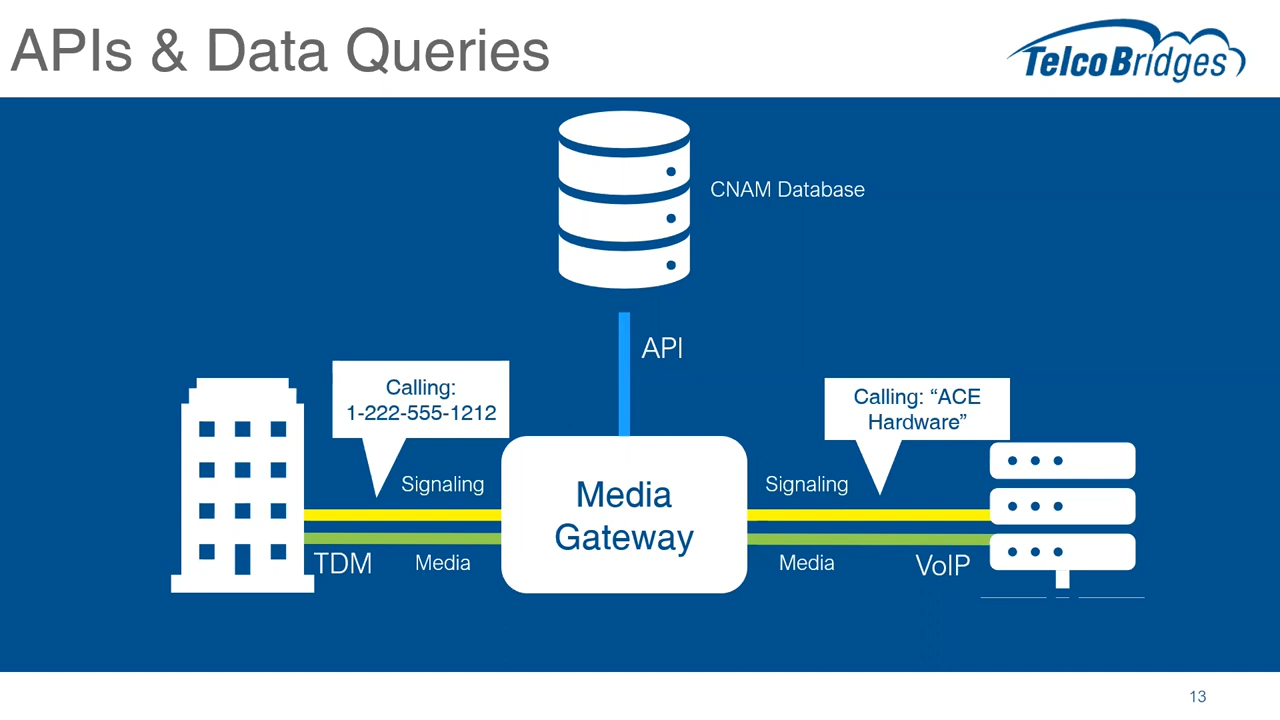 APIs & Data Queries
TelcoBridges
CNAM Database
API
Calling:
1-222-555-1212
Calling: “ACE
Hardware”
Signaling
Signaling
Media
Gateway
TDM
Media
Media
VoIP
13